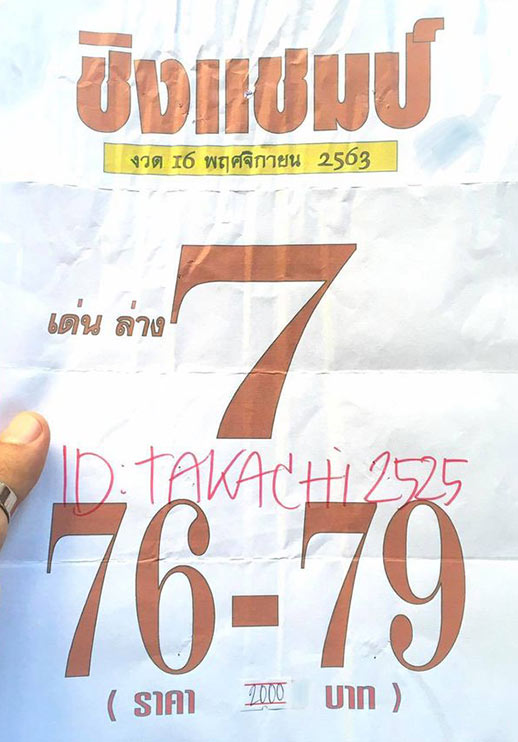 ชิงแชมป์
งวด 16 พฤศจิกายน 2563
เด่น ล่าง 7
ID: TAKACHi 2525
76-79
( ราคา 2000 บาท )